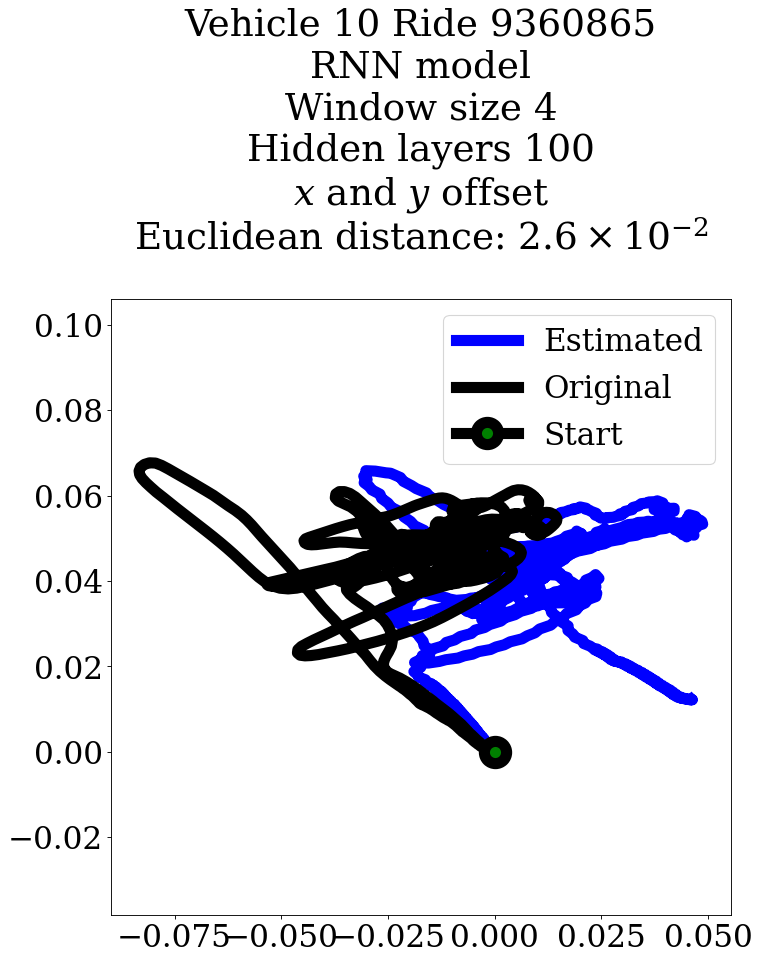 Vehicle 10 Ride 9360865
RNN model
Window size 4
Hidden layers 100
x and y offset
Euclidean distance: 2.6 × 10⁻²
Estimated
Original
Start
0.10
0.08
0.06
0.04
0.02
0.00
−0.02
−0.075 −0.050 −0.025 0.000 0.025 0.050